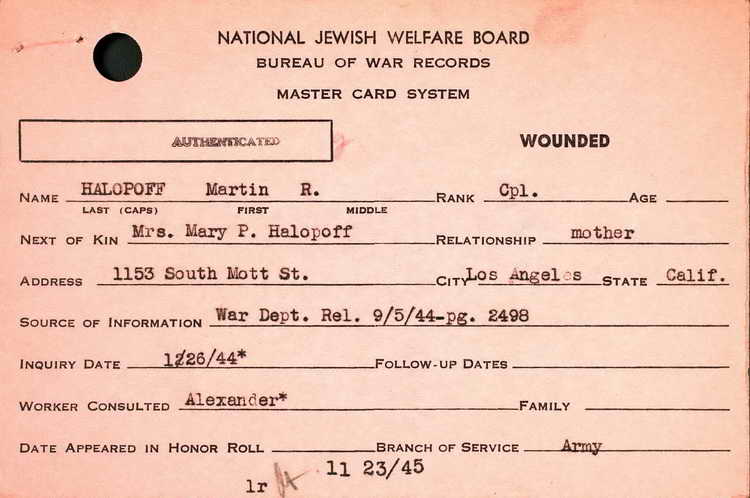 NATIONAL JEWISH WELFARE BOARD
BUREAU OF WAR RECORDS
MASTER CARD SYSTEM
AUTHENTICATED WOUNDED
NAME HALOPOFF Martin R. RANK Cpl. AGE
LAST (CAPS) FIRST MIDDLE
NEXT OF KIN Mrs. Mary P. Halopoff RELATIONSHIP mother
ADDRESS 1153 South Mott St. CITY Los Angeles STATE Calif.
SOURCE OF INFORMATION War Dept. Rel. 9/5/44-pg. 2498
INQUIRY DATE 1/26/44* FOLLOW-UP DATES
WORKER CONSULTED Alexander* FAMILY
DATE APPEARED IN HONOR ROLL BRANCH OF SERVICE Army
11 23/45
lr